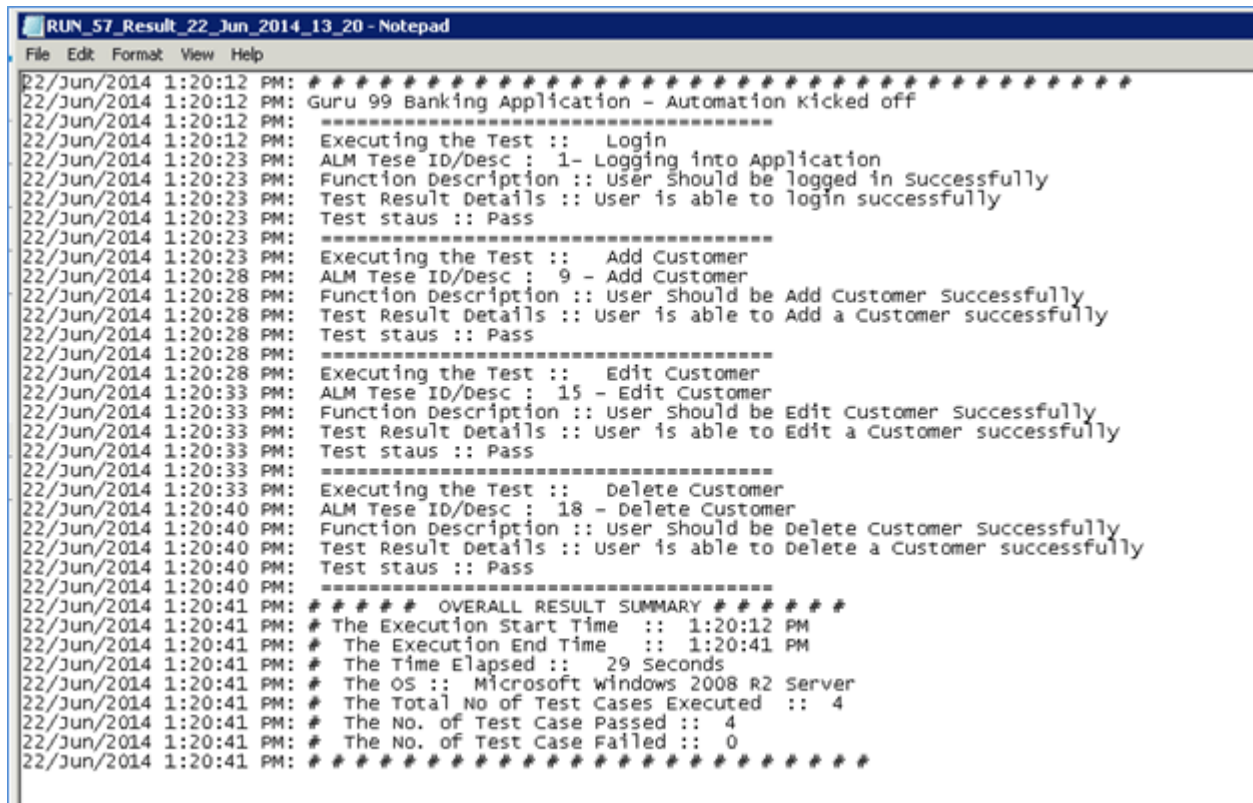 RUN_57_Result_22_Jun_2014_13_20 - Notepad
File Edit Format View Help
22/Jun/2014 1:20:12 PM: # # # # # # # # # # # # # # # # # # # # # # # # # # # # # # # # # # #
22/Jun/2014 1:20:12 PM: Guru 99 Banking Application - Automation Kicked off
22/Jun/2014 1:20:12 PM: ======================================
22/Jun/2014 1:20:12 PM: Executing the Test :: Login
22/Jun/2014 1:20:23 PM: ALM Tese ID/Desc : 1- Logging into Application
22/Jun/2014 1:20:23 PM: Function Description :: User Should be logged in Successfully
22/Jun/2014 1:20:23 PM: Test Result Details :: User is able to login successfully
22/Jun/2014 1:20:23 PM: Test staus :: Pass
22/Jun/2014 1:20:23 PM: ======================================
22/Jun/2014 1:20:23 PM: Executing the Test :: Add Customer
22/Jun/2014 1:20:28 PM: ALM Tese ID/Desc : 9 - Add Customer
22/Jun/2014 1:20:28 PM: Function Description :: User Should be Add Customer Successfully
22/Jun/2014 1:20:28 PM: Test Result Details :: User is able to Add a Customer successfully
22/Jun/2014 1:20:28 PM: Test staus :: Pass
22/Jun/2014 1:20:28 PM: ======================================
22/Jun/2014 1:20:28 PM: Executing the Test :: Edit Customer
22/Jun/2014 1:20:33 PM: ALM Tese ID/Desc : 15 - Edit Customer
22/Jun/2014 1:20:33 PM: Function Description :: User Should be Edit Customer Successfully
22/Jun/2014 1:20:33 PM: Test Result Details :: User is able to Edit a Customer successfully
22/Jun/2014 1:20:33 PM: Test staus :: Pass
22/Jun/2014 1:20:33 PM: ======================================
22/Jun/2014 1:20:33 PM: Executing the Test :: Delete Customer
22/Jun/2014 1:20:40 PM: ALM Tese ID/Desc : 18 - Delete Customer
22/Jun/2014 1:20:40 PM: Function Description :: User Should be Delete Customer Successfully
22/Jun/2014 1:20:40 PM: Test Result Details :: User is able to Delete a Customer successfully
22/Jun/2014 1:20:40 PM: Test staus :: Pass
22/Jun/2014 1:20:40 PM: ======================================
22/Jun/2014 1:20:41 PM: # # # # # OVERALL RESULT SUMMARY # # # # # #
22/Jun/2014 1:20:41 PM: # The Execution Start Time :: 1:20:12 PM
22/Jun/2014 1:20:41 PM: # The Execution End Time :: 1:20:41 PM
22/Jun/2014 1:20:41 PM: # The Time Elapsed :: 29 Seconds
22/Jun/2014 1:20:41 PM: # The OS :: Microsoft Windows 2008 R2 Server
22/Jun/2014 1:20:41 PM: # The Total No of Test Cases Executed :: 4
22/Jun/2014 1:20:41 PM: # The No. of Test Case Passed :: 4
22/Jun/2014 1:20:41 PM: # The No. of Test Case Failed :: 0
22/Jun/2014 1:20:41 PM: # # # # # # # # # # # # # # # # # # # # # # # #